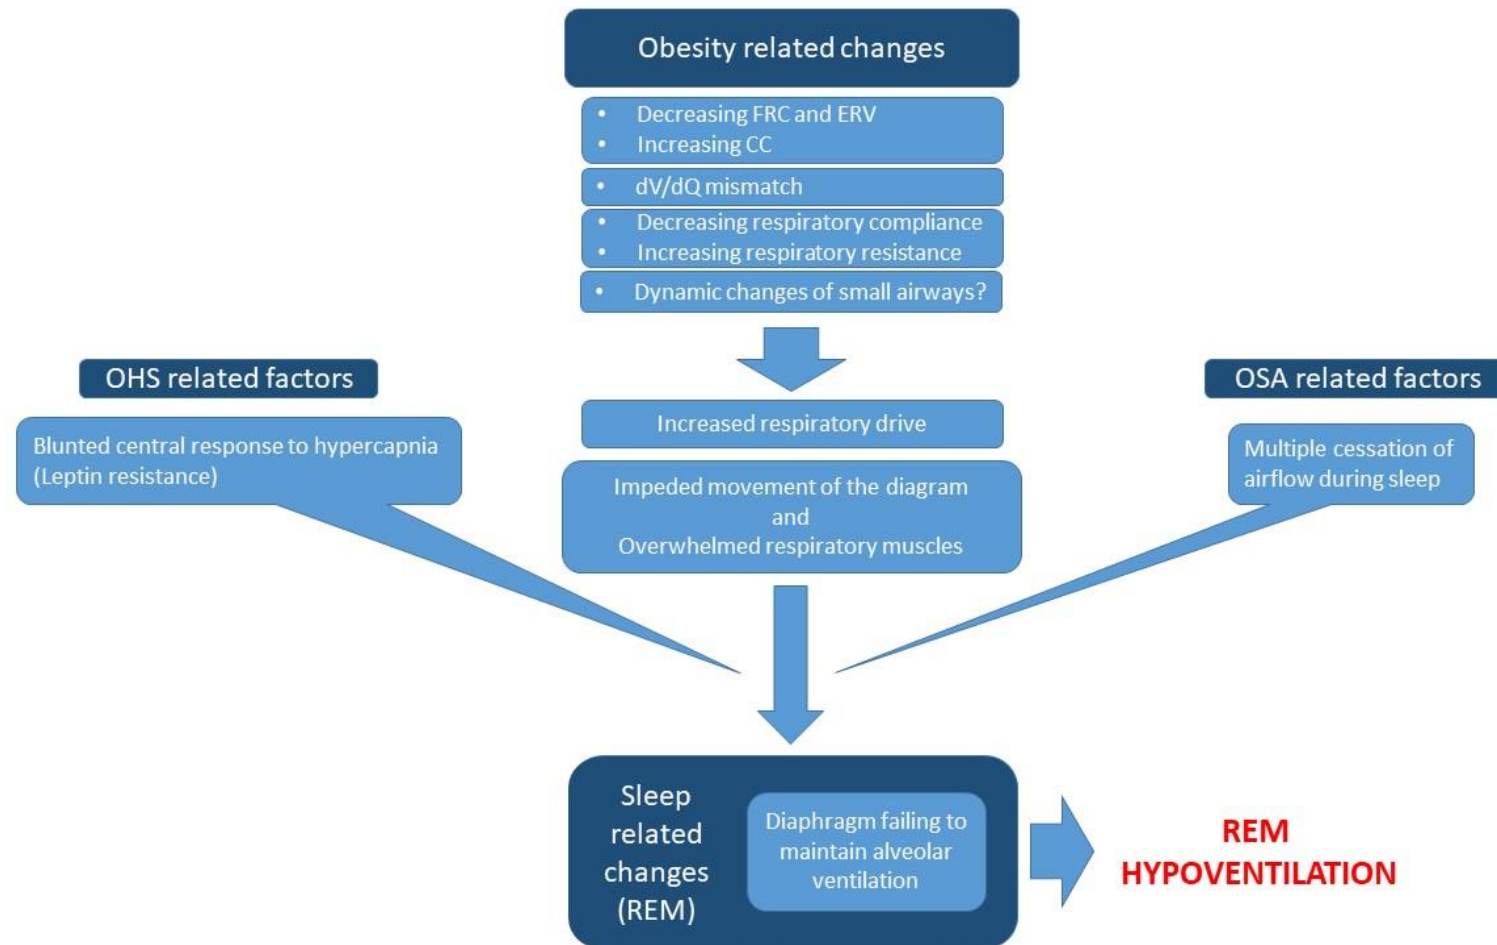 Obesity related changes
• Decreasing FRC and ERV
• Increasing CC
• dV/dQ mismatch
• Decreasing respiratory compliance
• Increasing respiratory resistance
• Dynamic changes of small airways?
OHS related factors
Blunted central response to hypercapnia
(Leptin resistance)
Increased respiratory drive
Impeded movement of the diagram
and
Overwhelmed respiratory muscles
OSA related factors
Multiple cessation of
airflow during sleep
Sleep
related
changes
(REM)
Diaphragm failing to
maintain alveolar
ventilation
REM
HYPOVENTILATION